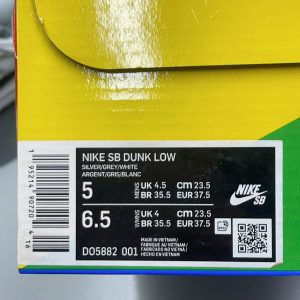 NIKE SB DUNK LOW
SILVER/GREY/WHITE
ARGENT/GRIS/BLANC
5 MENS UK 4.5 cm 23.5
BR 35.5 EUR 37.5
6.5 WMNS UK 4 cm 23.5
BR 35.5 EUR 37.5
DO5882 001
MADE IN VIETNAM/
FABRIQUÉ AU VIETNAM/
FABRICADO NO VIETNÃ/
HECHO EN VIETNAM
NIKE
SB